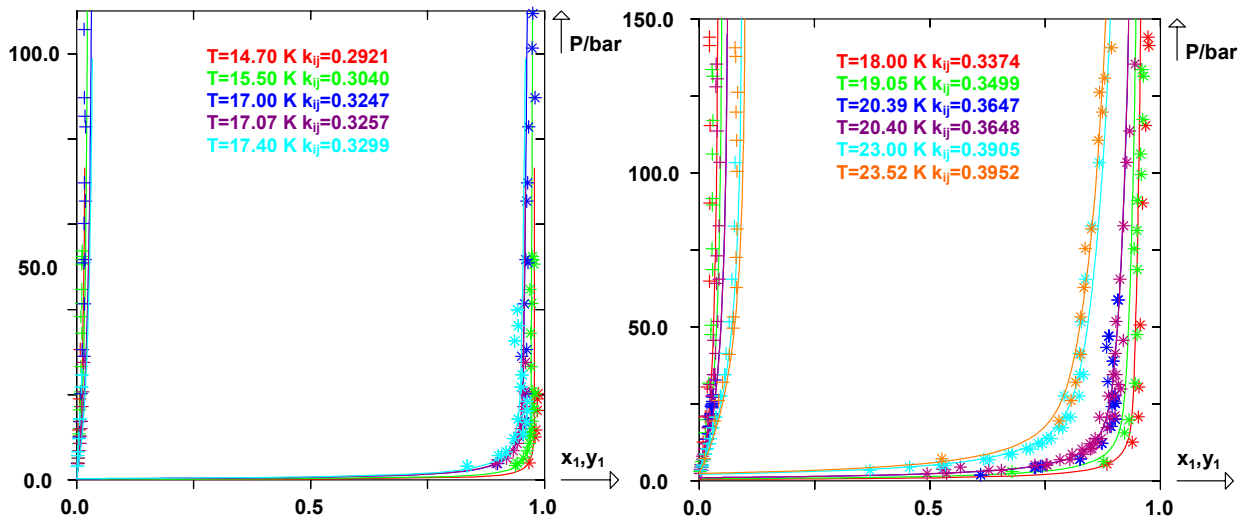 100.0
50.0
0.0
0.0
0.5
1.0
P/bar
x1,y1
T=14.70 K kij=0.2921
T=15.50 K kij=0.3040
T=17.00 K kij=0.3247
T=17.07 K kij=0.3257
T=17.40 K kij=0.3299
150.0
100.0
50.0
0.0
0.0
0.5
1.0
P/bar
x1,y1
T=18.00 K kij=0.3374
T=19.05 K kij=0.3499
T=20.39 K kij=0.3647
T=20.40 K kij=0.3648
T=23.00 K kij=0.3905
T=23.52 K kij=0.3952